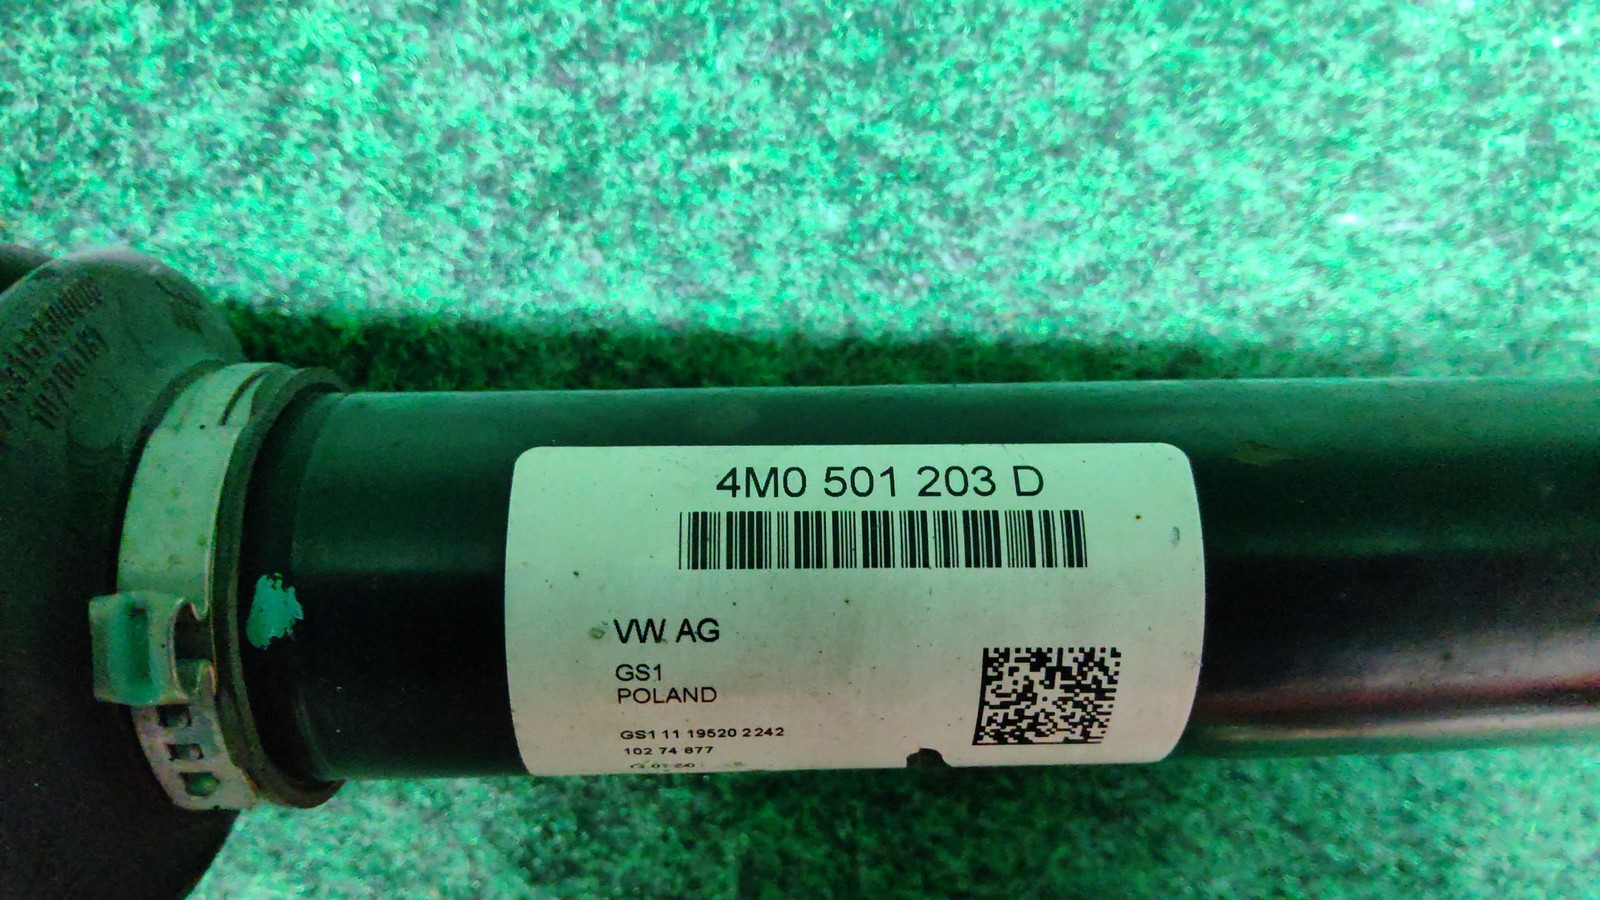 4M0 501 203 D
VW AG
GS1
POLAND
GS1 11 19520 2242
102 74 877